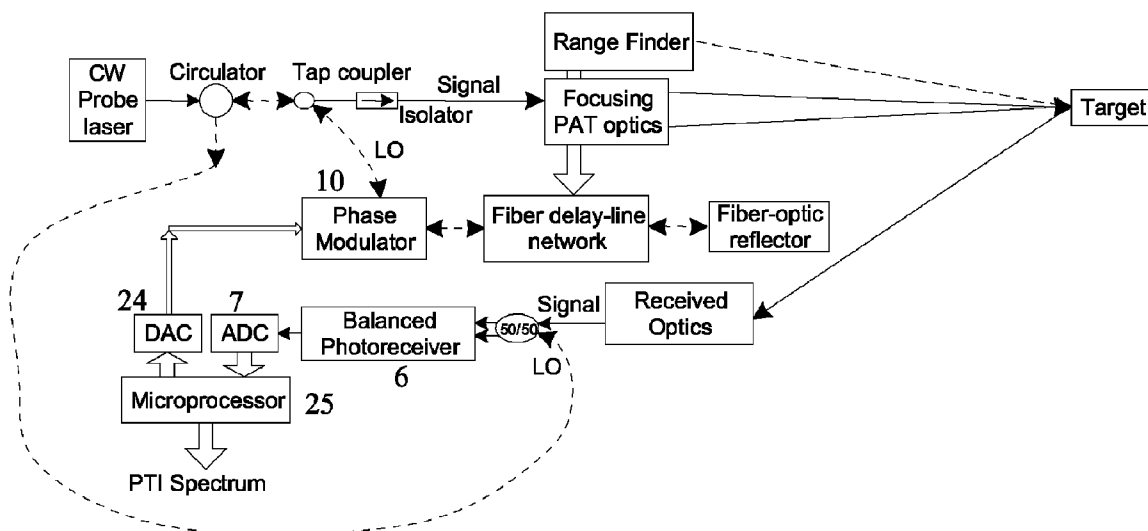 Range Finder
CW
Probe
laser
Circulator
Tap coupler
Isolator
Signal
Focusing
PAT optics
Target
LO
10
Phase
Modulator
Fiber delay-line
network
Fiber-optic
reflector
24
DAC
7
ADC
Balanced
Photoreceiver
6
50/50
Signal
LO
Received
Optics
Microprocessor
25
PTI Spectrum